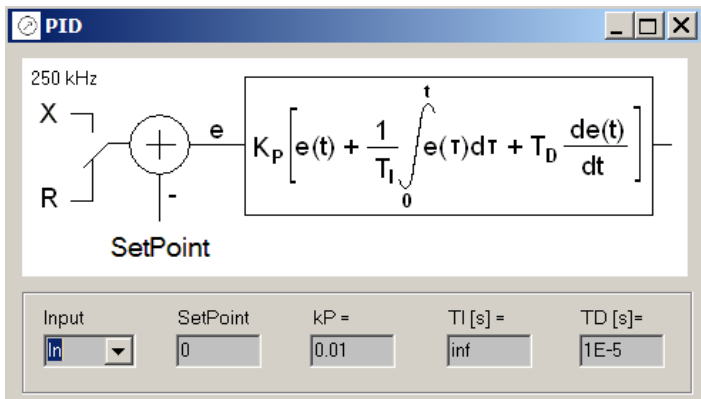 PID
250 kHz
X
R
+
-
e
SetPoint
K_P [ e(t) + 1/T_I ∫_0^t e(τ)dτ + T_D de(t)/dt ]
Input SetPoint kP = TI [s] = TD [s]=
In 0 0.01 inf 1E-5